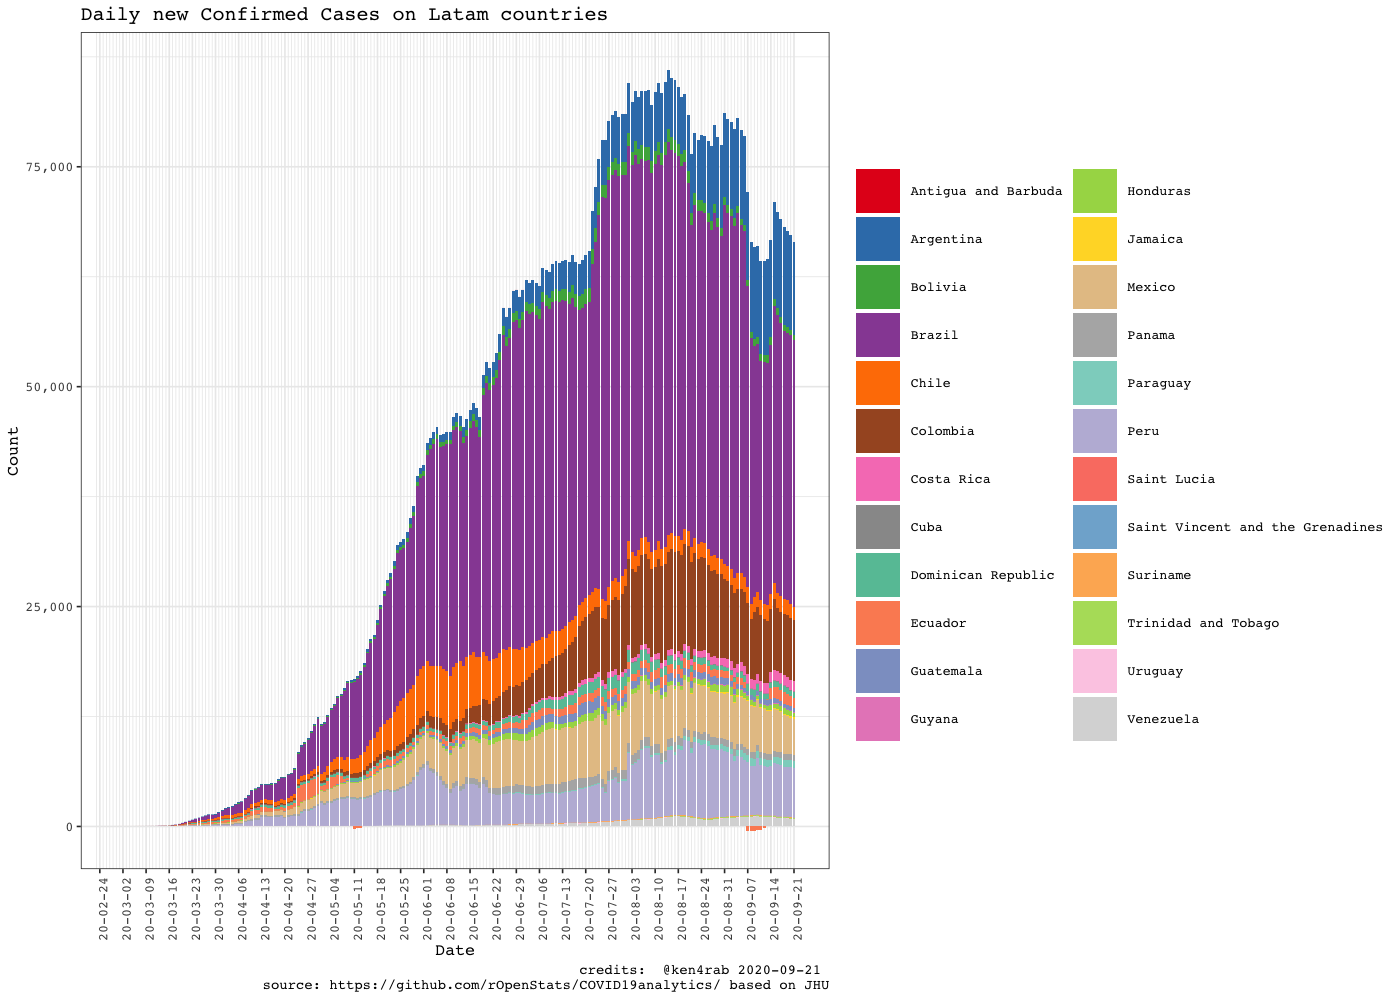 Daily new Confirmed Cases on Latam countries
Count
75,000
50,000
25,000
0
20-02-24
20-03-02
20-03-09
20-03-16
20-03-23
20-03-30
20-04-06
20-04-13
20-04-20
20-04-27
20-05-04
20-05-11
20-05-18
20-05-25
20-06-01
20-06-08
20-06-15
20-06-22
20-06-29
20-07-06
20-07-13
20-07-20
20-07-27
20-08-03
20-08-10
20-08-17
20-08-24
20-08-31
20-09-07
20-09-14
20-09-21
Date
Antigua and Barbuda
Argentina
Bolivia
Brazil
Chile
Colombia
Costa Rica
Cuba
Dominican Republic
Ecuador
Guatemala
Guyana
Honduras
Jamaica
Mexico
Panama
Paraguay
Peru
Saint Lucia
Saint Vincent and the Grenadines
Suriname
Trinidad and Tobago
Uruguay
Venezuela
credits:  @ken4rab 2020-09-21
source: https://github.com/rOpenStats/COVID19analytics/ based on JHU